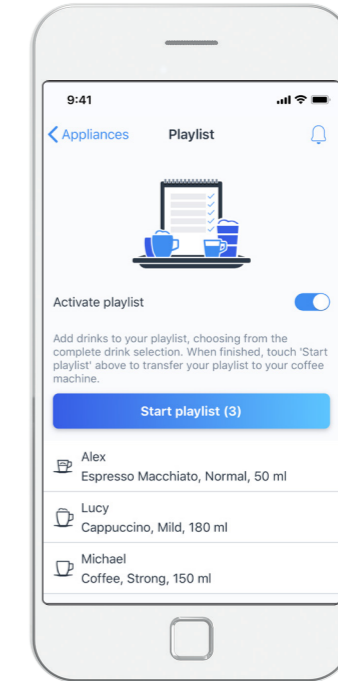 9:41
Appliances Playlist
Activate playlist
Add drinks to your playlist, choosing from the
complete drink selection. When finished, touch 'Start
playlist' above to transfer your playlist to your coffee
machine.
Start playlist (3)
Alex
Espresso Macchiato, Normal, 50 ml
Lucy
Cappuccino, Mild, 180 ml
Michael
Coffee, Strong, 150 ml